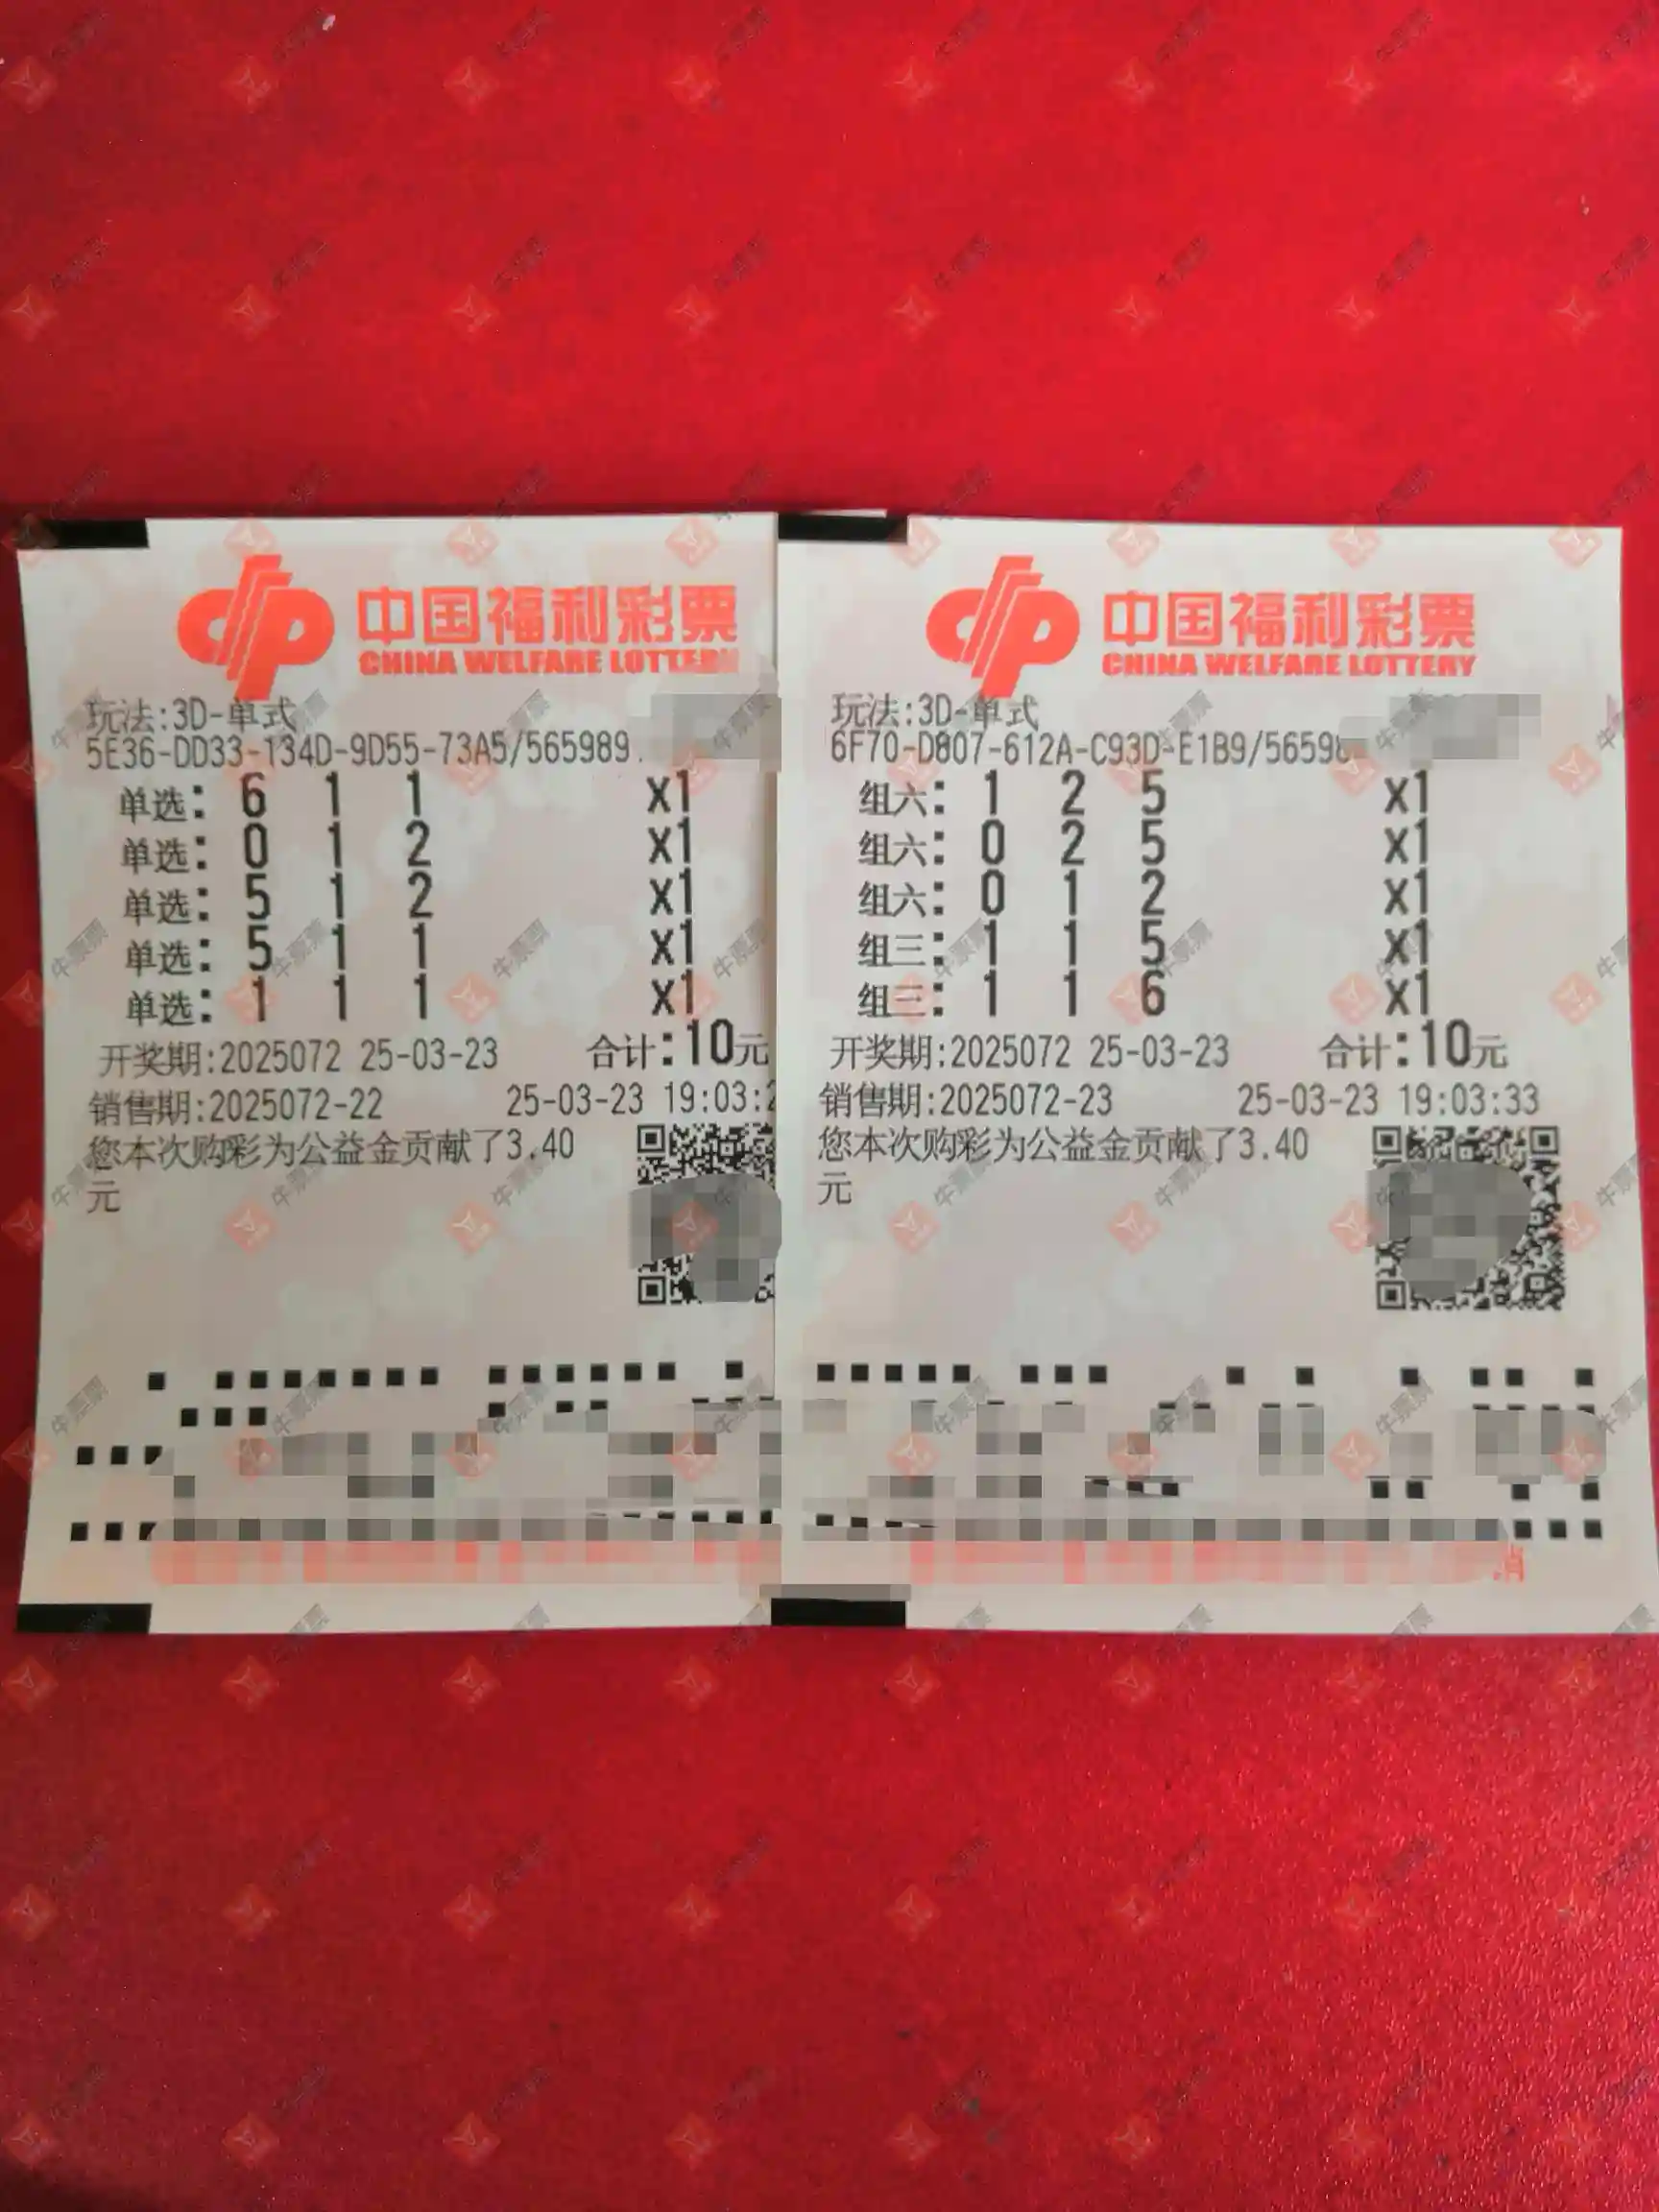 中国福利彩票
CHINA WELFARE LOTTERY
玩法:3D-单式
5E36-DD33-134D-9D55-73A5/565989
单选: 6 1 1 x1
单选: 0 1 2 x1
单选: 5 1 2 x1
单选: 5 1 1 x1
单选: 1 1 1 x1
开奖期:2025072 25-03-23 合计:10元
销售期:2025072-22 25-03-23 19:03:2
您本次购彩为公益金贡献了3.40
元
中国福利彩票
CHINA WELFARE LOTTERY
玩法:3D-单式
6F70-D807-612A-C93D-E1B9/56598
组六: 1 2 5 x1
组六: 0 2 5 x1
组六: 0 1 2 x1
组三: 1 1 5 x1
组三: 1 1 6 x1
开奖期:2025072 25-03-23 合计:10元
销售期:2025072-23 25-03-23 19:03:33
您本次购彩为公益金贡献了3.40
元
牛票票